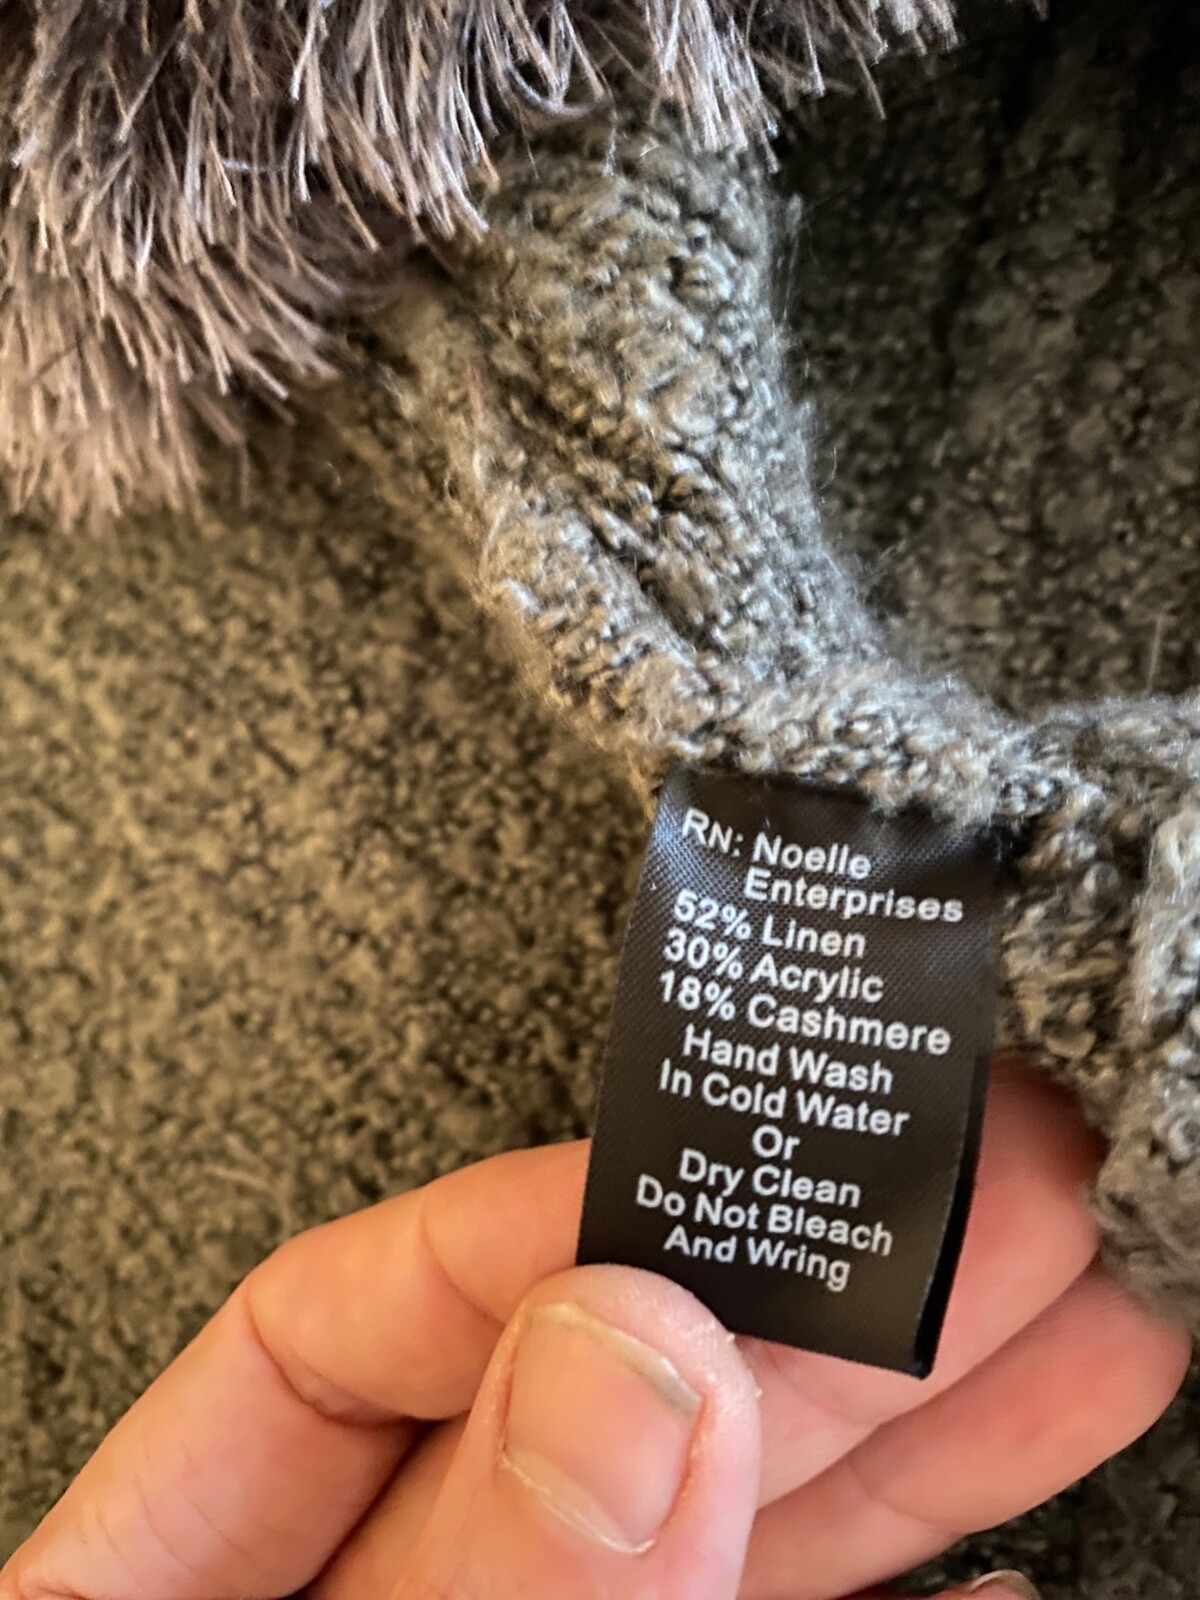 RN: Noelle
Enterprises
52% Linen
30% Acrylic
18% Cashmere
Hand Wash
In Cold Water
Or
Dry Clean
Do Not Bleach
And Wring